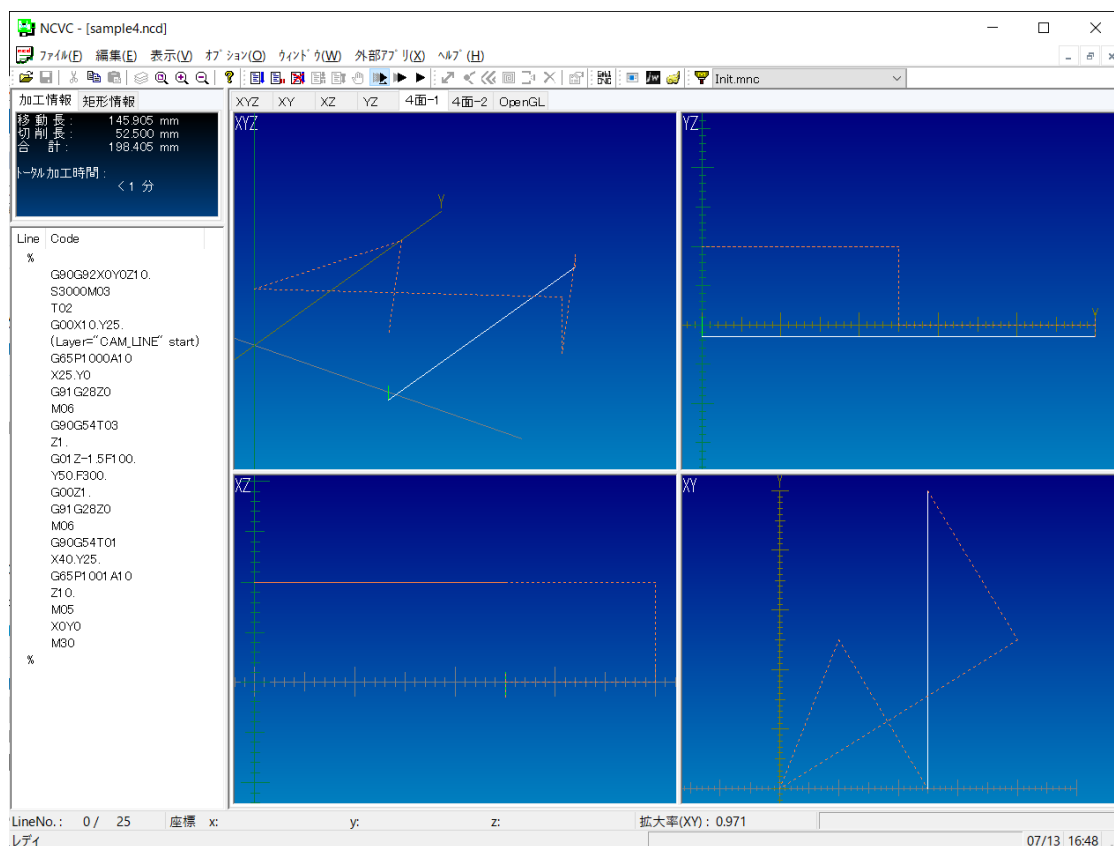 NCVC - [sample4.ncd]
ファイル(F) 編集(E) 表示(V) オプション(O) ウィンドウ(W) 外部アプリ(X) ヘルプ(H)
Init.mnc
加工情報 矩形情報
XYZ XY XZ YZ 4面-1 4面-2 OpenGL
移 動 長 : 145.905 mm
切 削 長 : 52.500 mm
合 計 : 198.405 mm
トータル加工時間 :
< 1 分
Line Code
%
G90G92X0Y0Z10.
S3000M03
T02
G00X10.Y25.
(Layer="CAM_LINE" start)
G65P1000A10
X25.Y0
G91G28Z0
M06
G90G54T03
Z1.
G01Z-1.5F100.
Y50.F300.
G00Z1.
G91G28Z0
M06
G90G54T01
X40.Y25.
G65P1001A10
Z10.
M05
X0Y0
M30
%
XYZ
Y
YZ
Y
XZ
XY
Y
LineNo. : 0 / 25 座標 x: y: z: 拡大率(XY) : 0.971
レディ 07/13 16:48